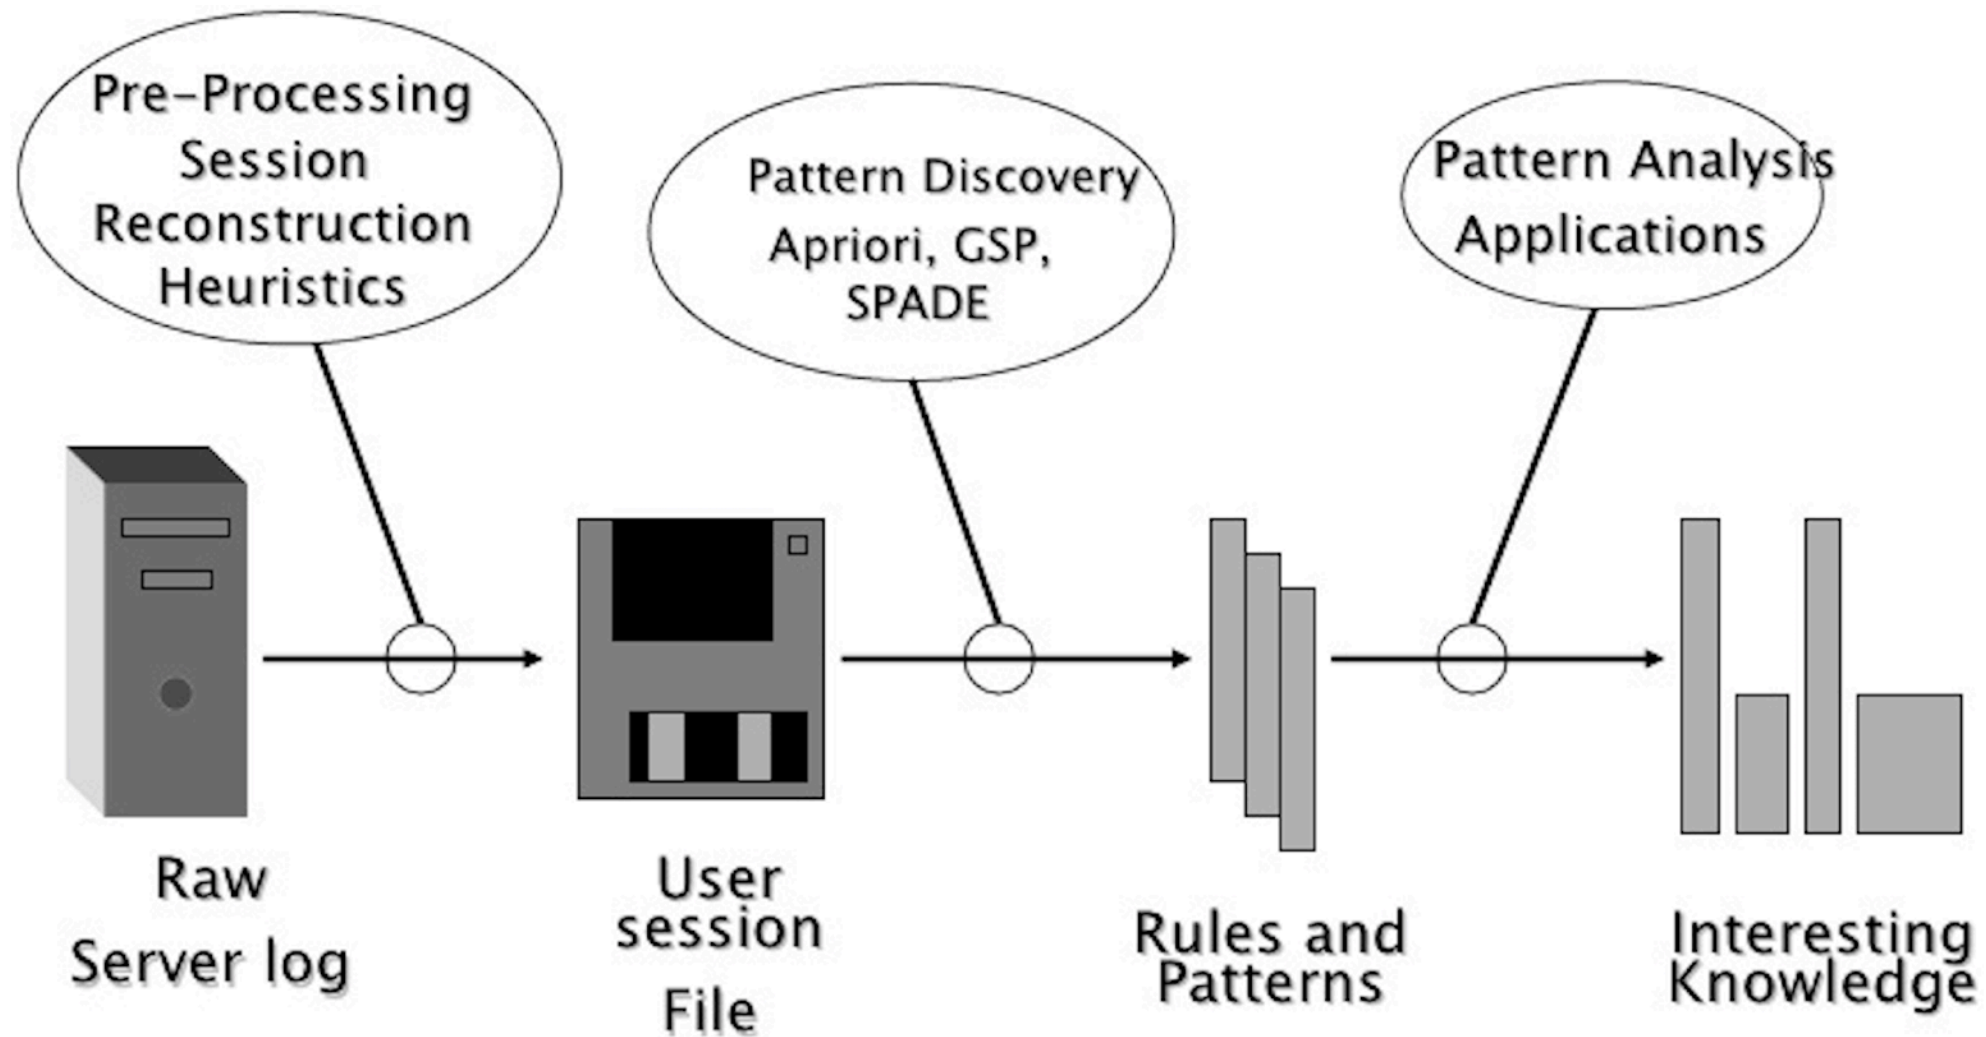 Pre-Processing
Session
Reconstruction
Heuristics
Pattern Discovery
Apriori, GSP,
SPADE
Pattern Analysis
Applications
Raw
Server log
User
session
File
Rules and
Patterns
Interesting
Knowledge